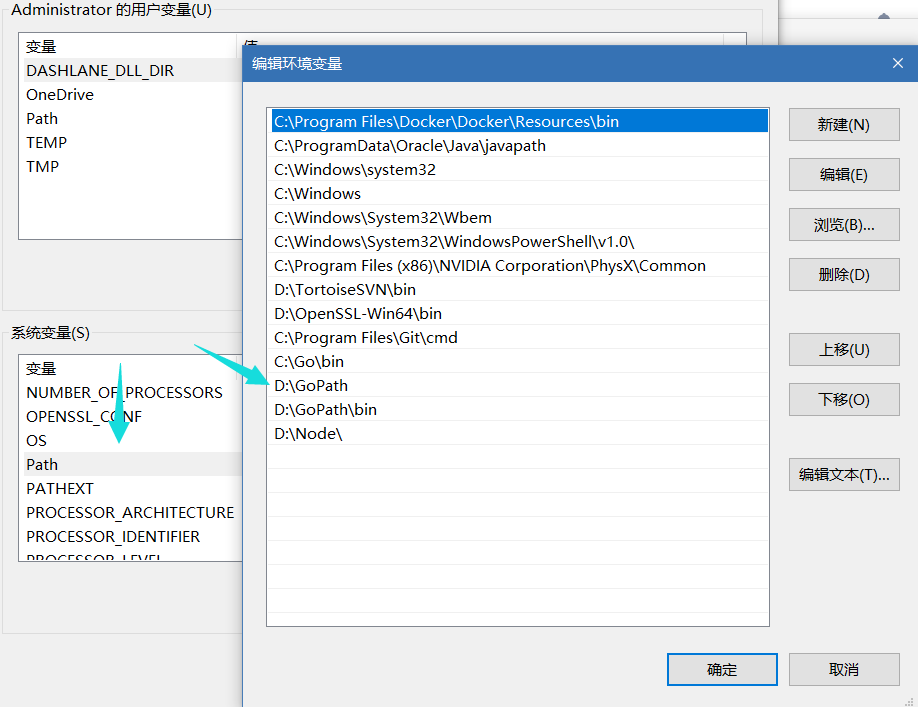 Administrator 的用户变量(U)
变量
值
DASHLANE_DLL_DIR
OneDrive
Path
TEMP
TMP
系统变量(S)
变量
NUMBER_OF_PROCESSORS
OPENSSL_CONF
OS
Path
PATHEXT
PROCESSOR_ARCHITECTURE
PROCESSOR_IDENTIFIER
PROCESSOR_LEVEL
编辑环境变量
C:\Program Files\Docker\Docker\Resources\bin
C:\ProgramData\Oracle\Java\javapath
C:\Windows\system32
C:\Windows
C:\Windows\System32\Wbem
C:\Windows\System32\WindowsPowerShell\v1.0\
C:\Program Files (x86)\NVIDIA Corporation\PhysX\Common
D:\TortoiseSVN\bin
D:\OpenSSL-Win64\bin
C:\Program Files\Git\cmd
C:\Go\bin
D:\GoPath
D:\GoPath\bin
D:\Node\
新建(N)
编辑(E)
浏览(B)...
删除(D)
上移(U)
下移(O)
编辑文本(T)...
确定
取消